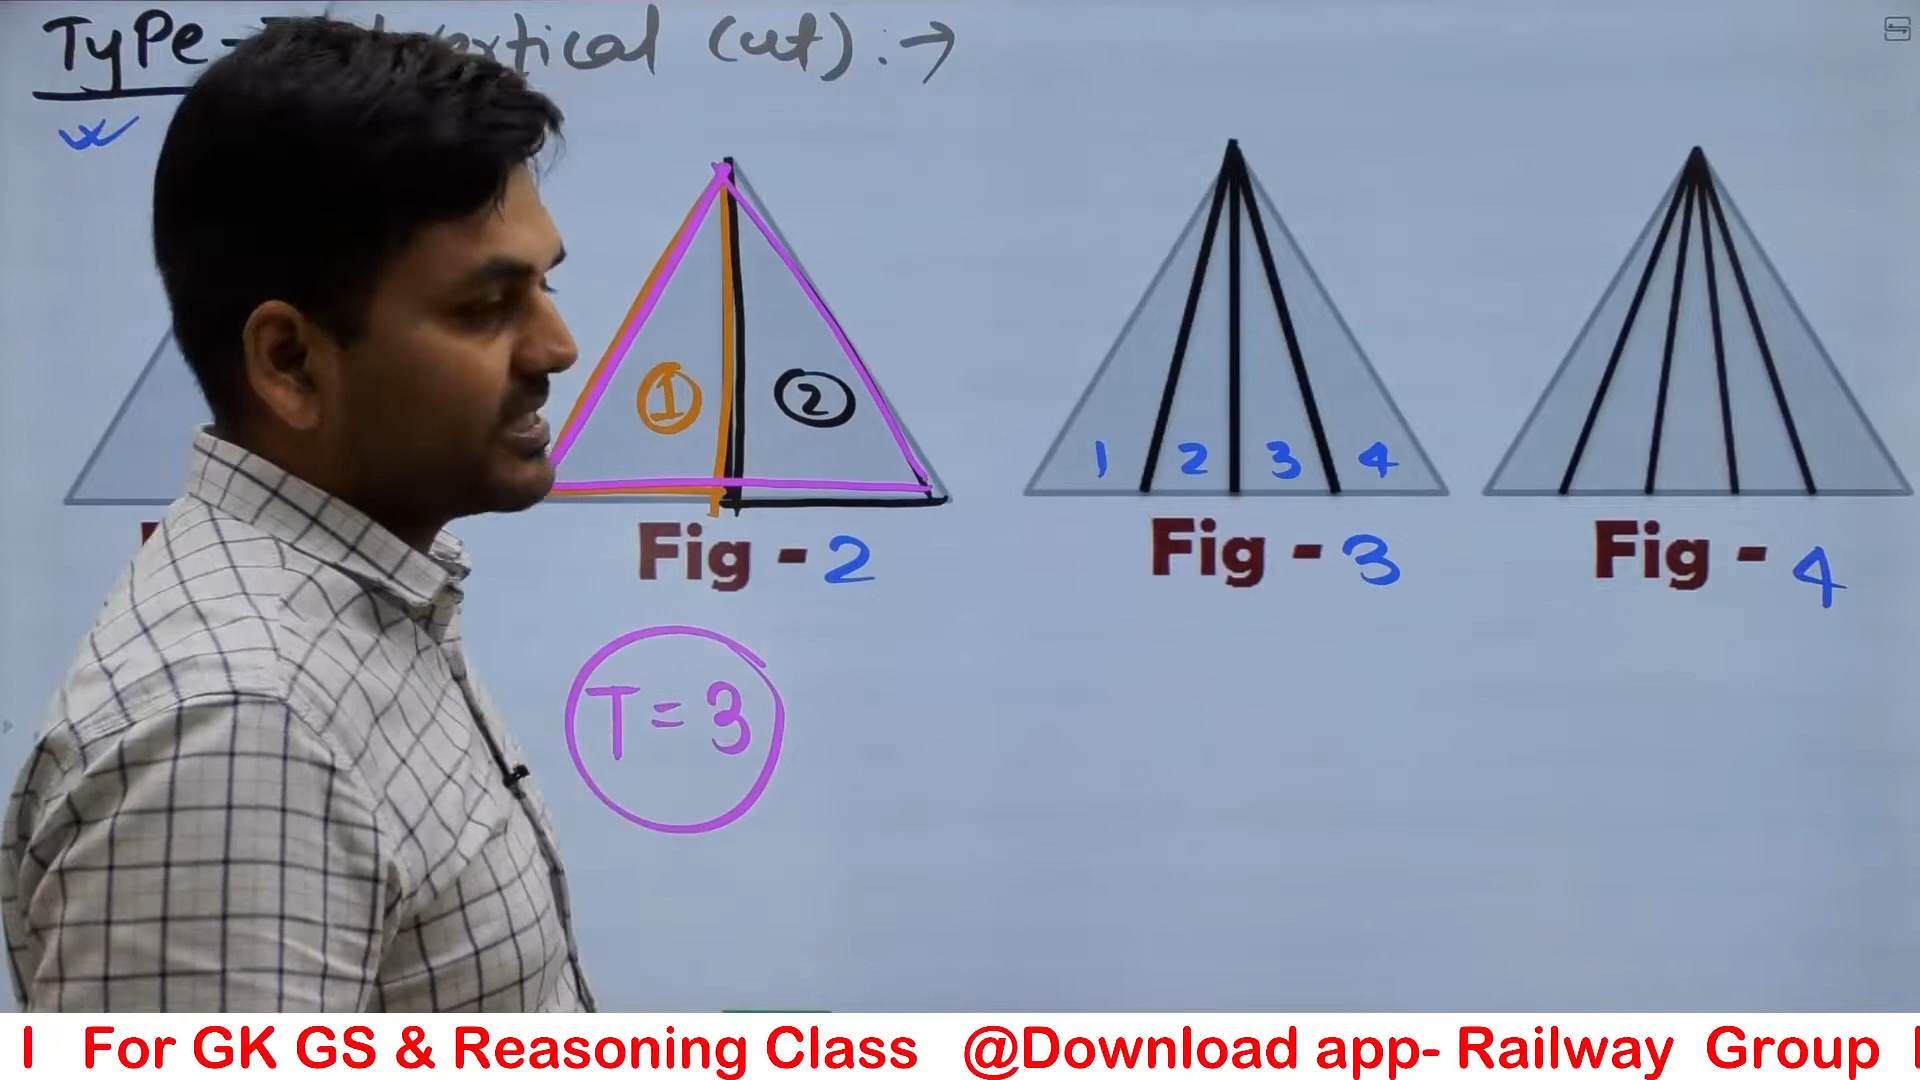 TyPe-
vertical (cut) :→
1
2
1 2 3 4
Fig - 2
Fig - 3
Fig - 4
T = 3
For GK GS & Reasoning Class @Download app- Railway Group